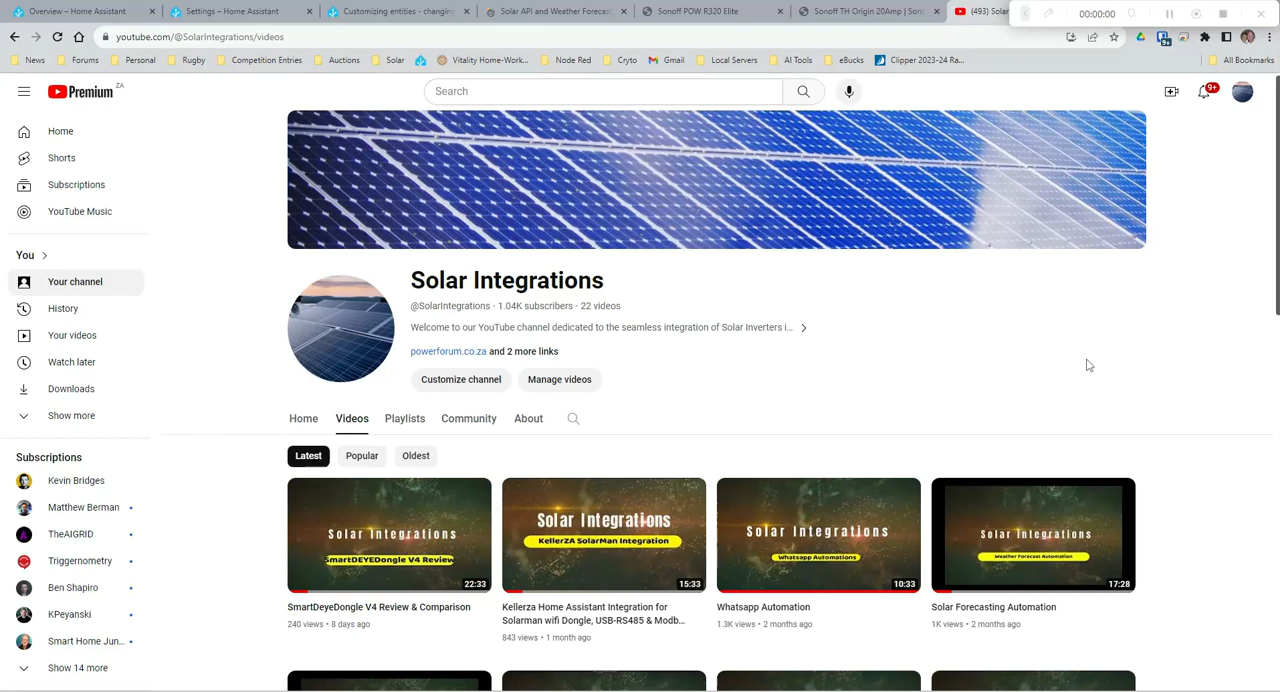 Overview – Home Assistant
Settings – Home Assistant
Customizing entities - changing
Solar API and Weather Forecast
Sonoff POW R320 Elite
Sonoff TH Origin 20Amp | Son
(493) Solar
00:00:00
youtube.com/@SolarIntegrations/videos
9+
News
Forums
Personal
Rugby
Competition Entries
Auctions
Solar
Vitality Home-Work...
Node Red
Cryto
Gmail
Local Servers
AI Tools
eBucks
Clipper 2023-24 Ra...
All Bookmarks
Premium ZA
Search
9+
Home
Shorts
Subscriptions
YouTube Music
You
Your channel
History
Your videos
Watch later
Downloads
Show more
Subscriptions
Kevin Bridges
Matthew Berman
TheAIGRID
Triggernometry
Ben Shapiro
KPeyanski
Smart Home Jun...
Show 14 more
Solar Integrations
@SolarIntegrations · 1.04K subscribers · 22 videos
Welcome to our YouTube channel dedicated to the seamless integration of Solar Inverters i...
powerforum.co.za and 2 more links
Customize channel
Manage videos
Home
Videos
Playlists
Community
About
Latest
Popular
Oldest
Solar Integrations
SmartDEYEDongle V4 Review
22:33
SmartDeyeDongle V4 Review & Comparison
240 views · 8 days ago
Solar Integrations
KellerZA SolarMan Integration
15:33
Kellerza Home Assistant Integration for
Solarman wifi Dongle, USB-RS485 & Modb...
843 views · 1 month ago
Solar Integrations
Whatsapp Automations
10:33
Whatsapp Automation
1.3K views · 2 months ago
Solar Integrations
Weather Forecast Automation
17:28
Solar Forecasting Automation
1K views · 2 months ago